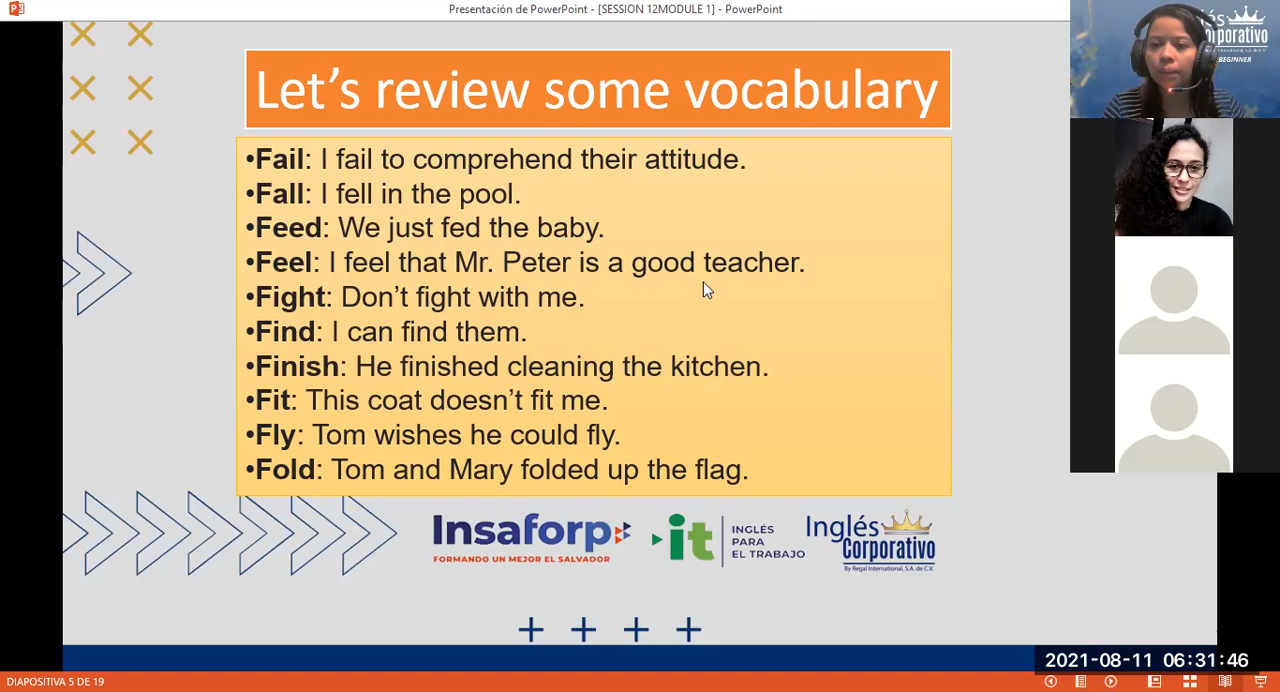 Presentación de PowerPoint - [SESSION 12MODULE 1] - PowerPoint
Let's review some vocabulary
•Fail: I fail to comprehend their attitude.
•Fall: I fell in the pool.
•Feed: We just fed the baby.
•Feel: I feel that Mr. Peter is a good teacher.
•Fight: Don't fight with me.
•Find: I can find them.
•Finish: He finished cleaning the kitchen.
•Fit: This coat doesn't fit me.
•Fly: Tom wishes he could fly.
•Fold: Tom and Mary folded up the flag.
Insaforp
FORMANDO UN MEJOR EL SALVADOR
it
INGLÉS
PARA
EL TRABAJO
Inglés
Corporativo
By Regal International, S.A. de C.V.
BEGINNER
2021-08-11 06:31:46
DIAPOSITIVA 5 DE 19